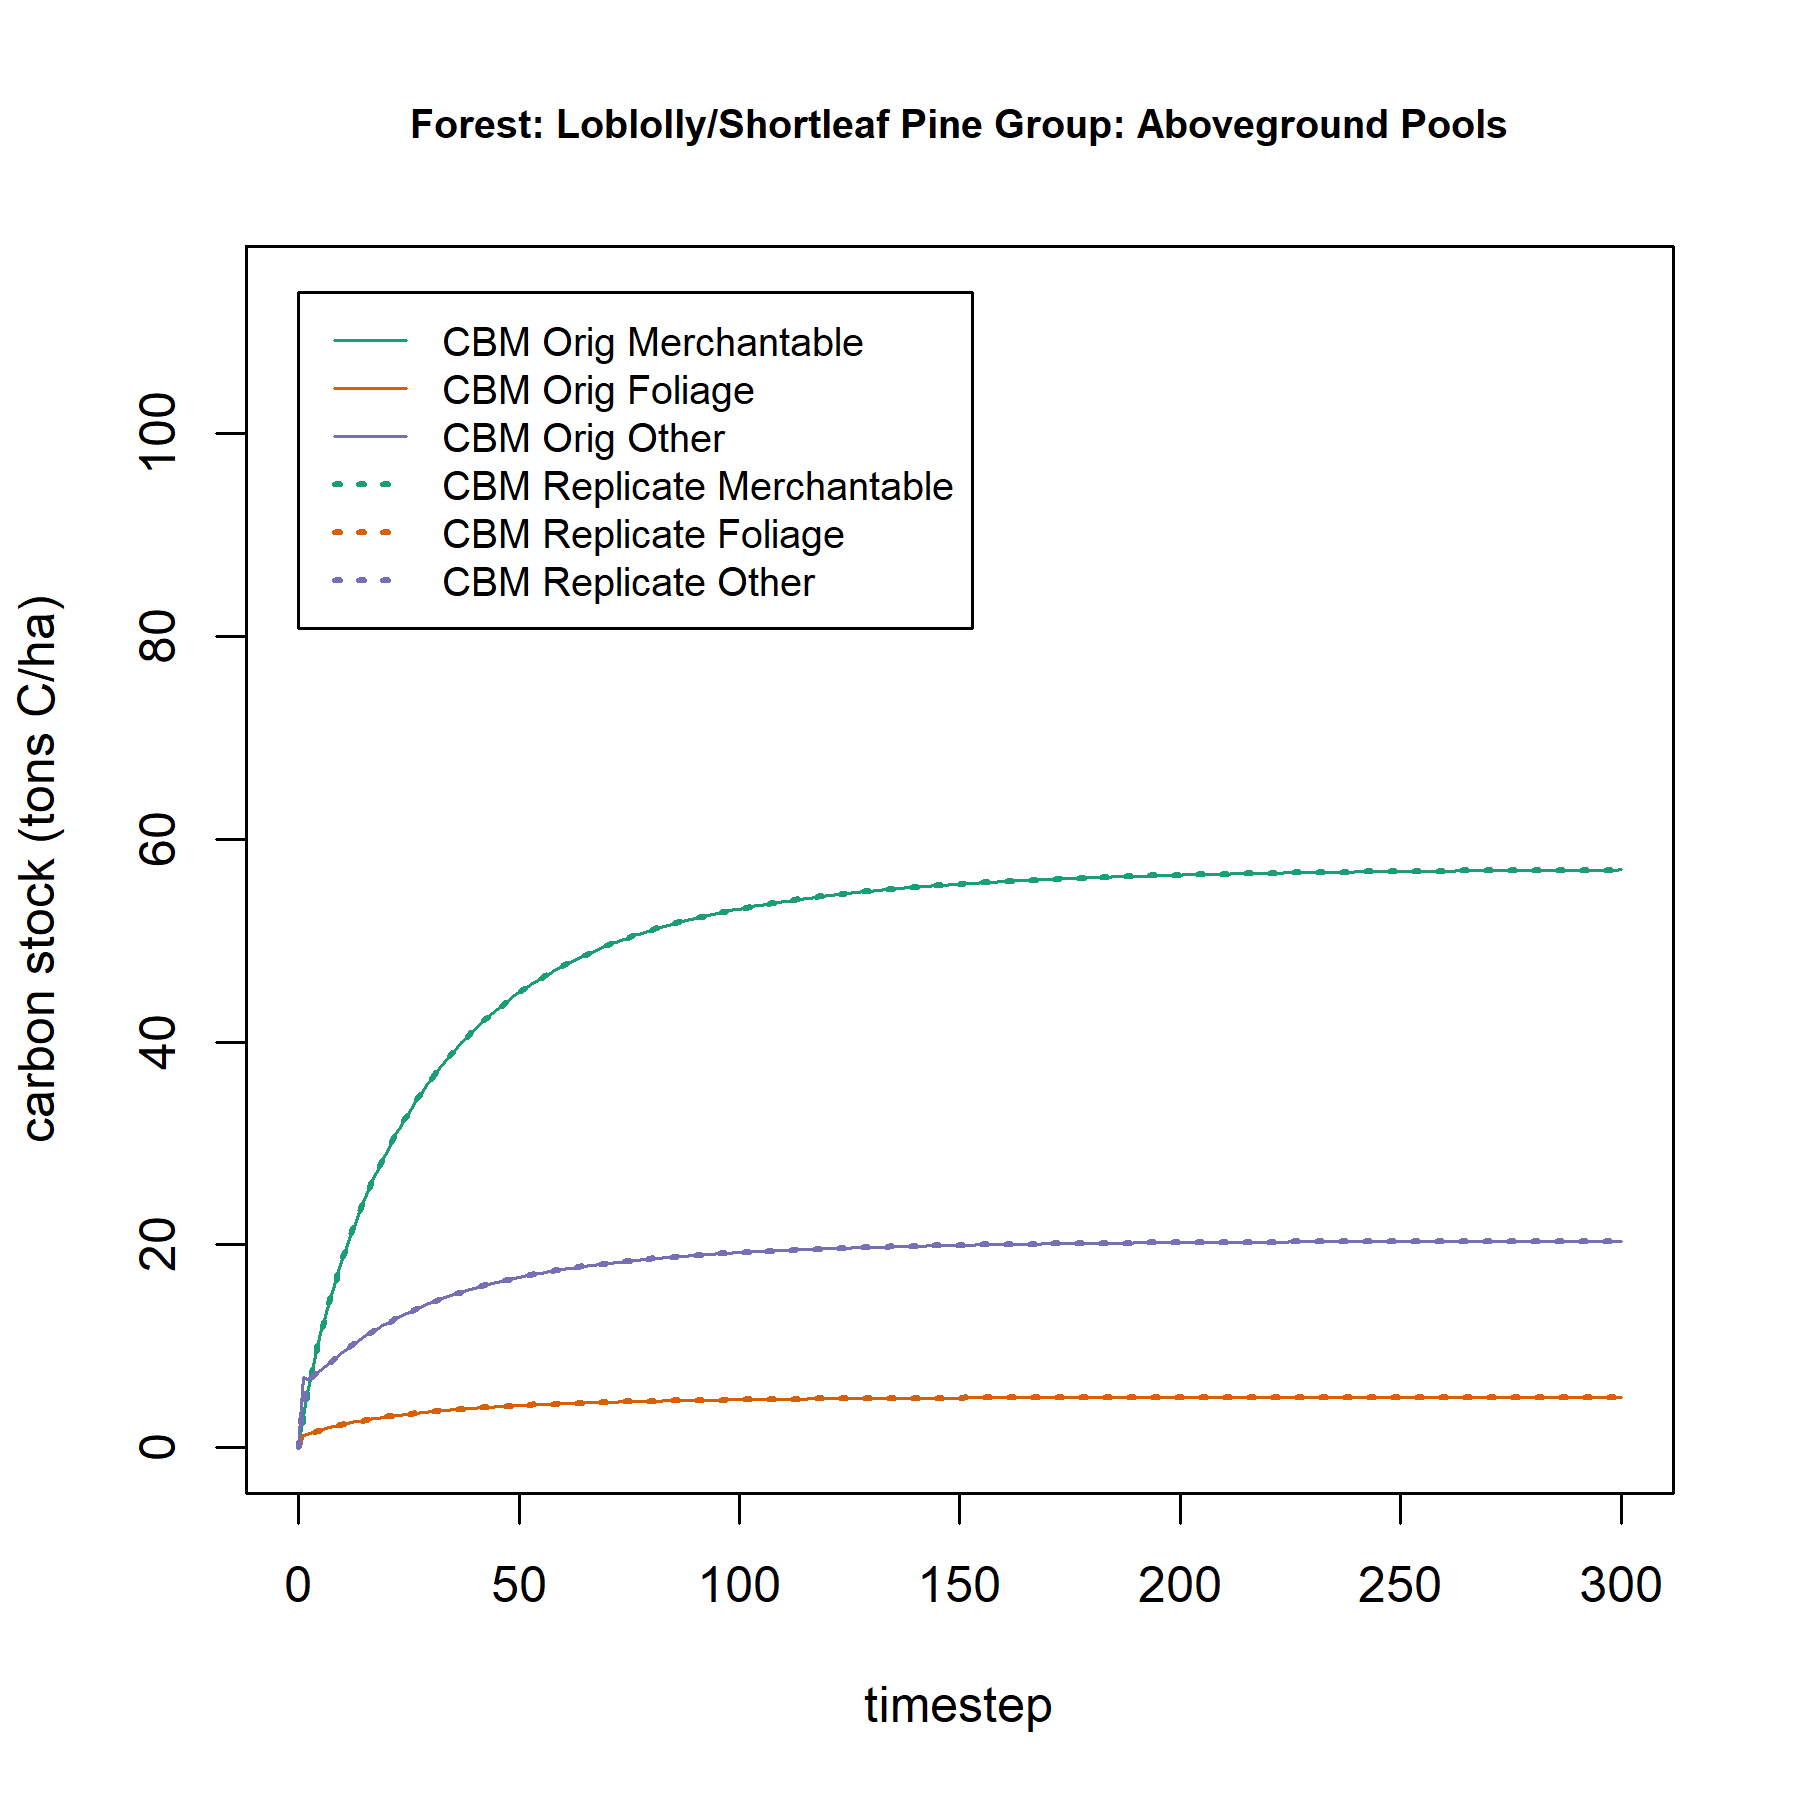 Forest: Loblolly/Shortleaf Pine Group: Aboveground Pools
CBM Orig Merchantable
CBM Orig Foliage
CBM Orig Other
CBM Replicate Merchantable
CBM Replicate Foliage
CBM Replicate Other
carbon stock (tons C/ha)
100
80
60
40
20
0
0 50 100 150 200 250 300
timestep